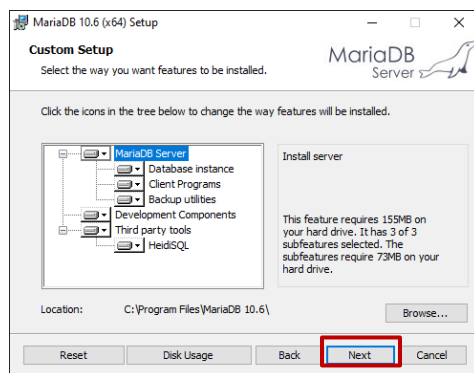 MariaDB 10.6 (x64) Setup
Custom Setup
Select the way you want features to be installed.
MariaDB
Server
Click the icons in the tree below to change the way features will be installed.
MariaDB Server
Database instance
Client Programs
Backup utilities
Development Components
Third party tools
HeidiSQL
Install server
This feature requires 155MB on
your hard drive. It has 3 of 3
subfeatures selected. The
subfeatures require 73MB on your
hard drive.
Location: C:\Program Files\MariaDB 10.6\
Browse...
Reset Disk Usage Back Next Cancel